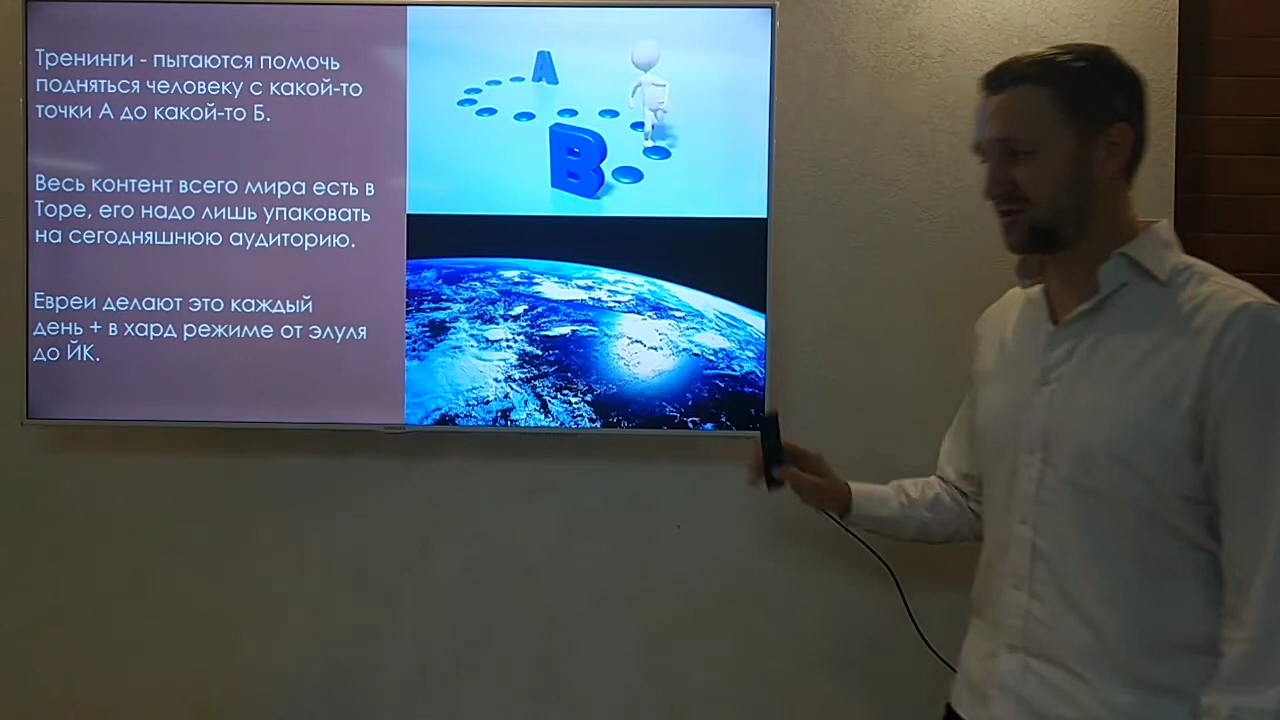 Тренинги - пытаются помочь
подняться человеку с какой-то
точки А до какой-то Б.
Весь контент всего мира есть в
Торе, его надо лишь упаковать
на сегодняшнюю аудиторию.
Евреи делают это каждый
день + в хард режиме от элуля
до ЙК.
A
B